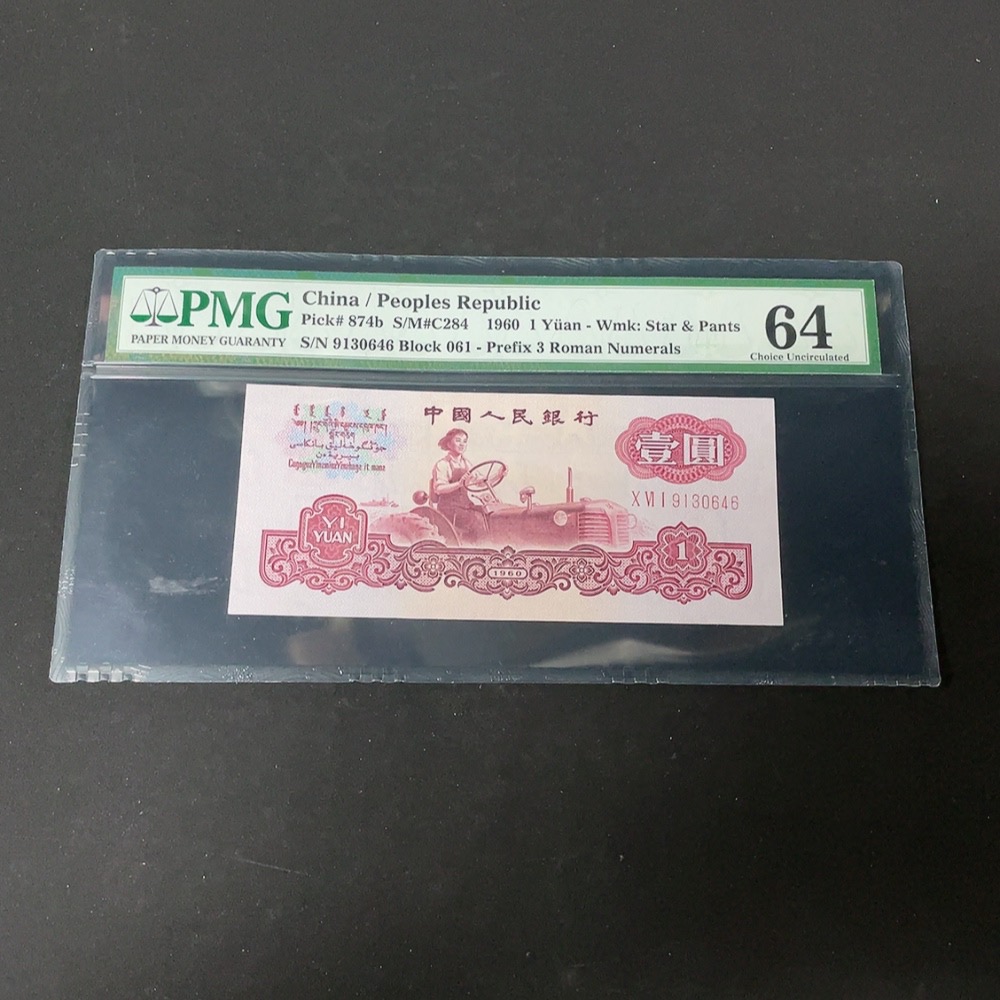 PMG
PAPER MONEY GUARANTY
China / Peoples Republic
Pick# 874b S/M#C284 1960 1 Yüan - Wmk: Star & Pants
S/N 9130646 Block 061 - Prefix 3 Roman Numerals
64
Choice Uncirculated
中國人民銀行
壹圓
X VI I 9130646
YI
YUAN
1960
1